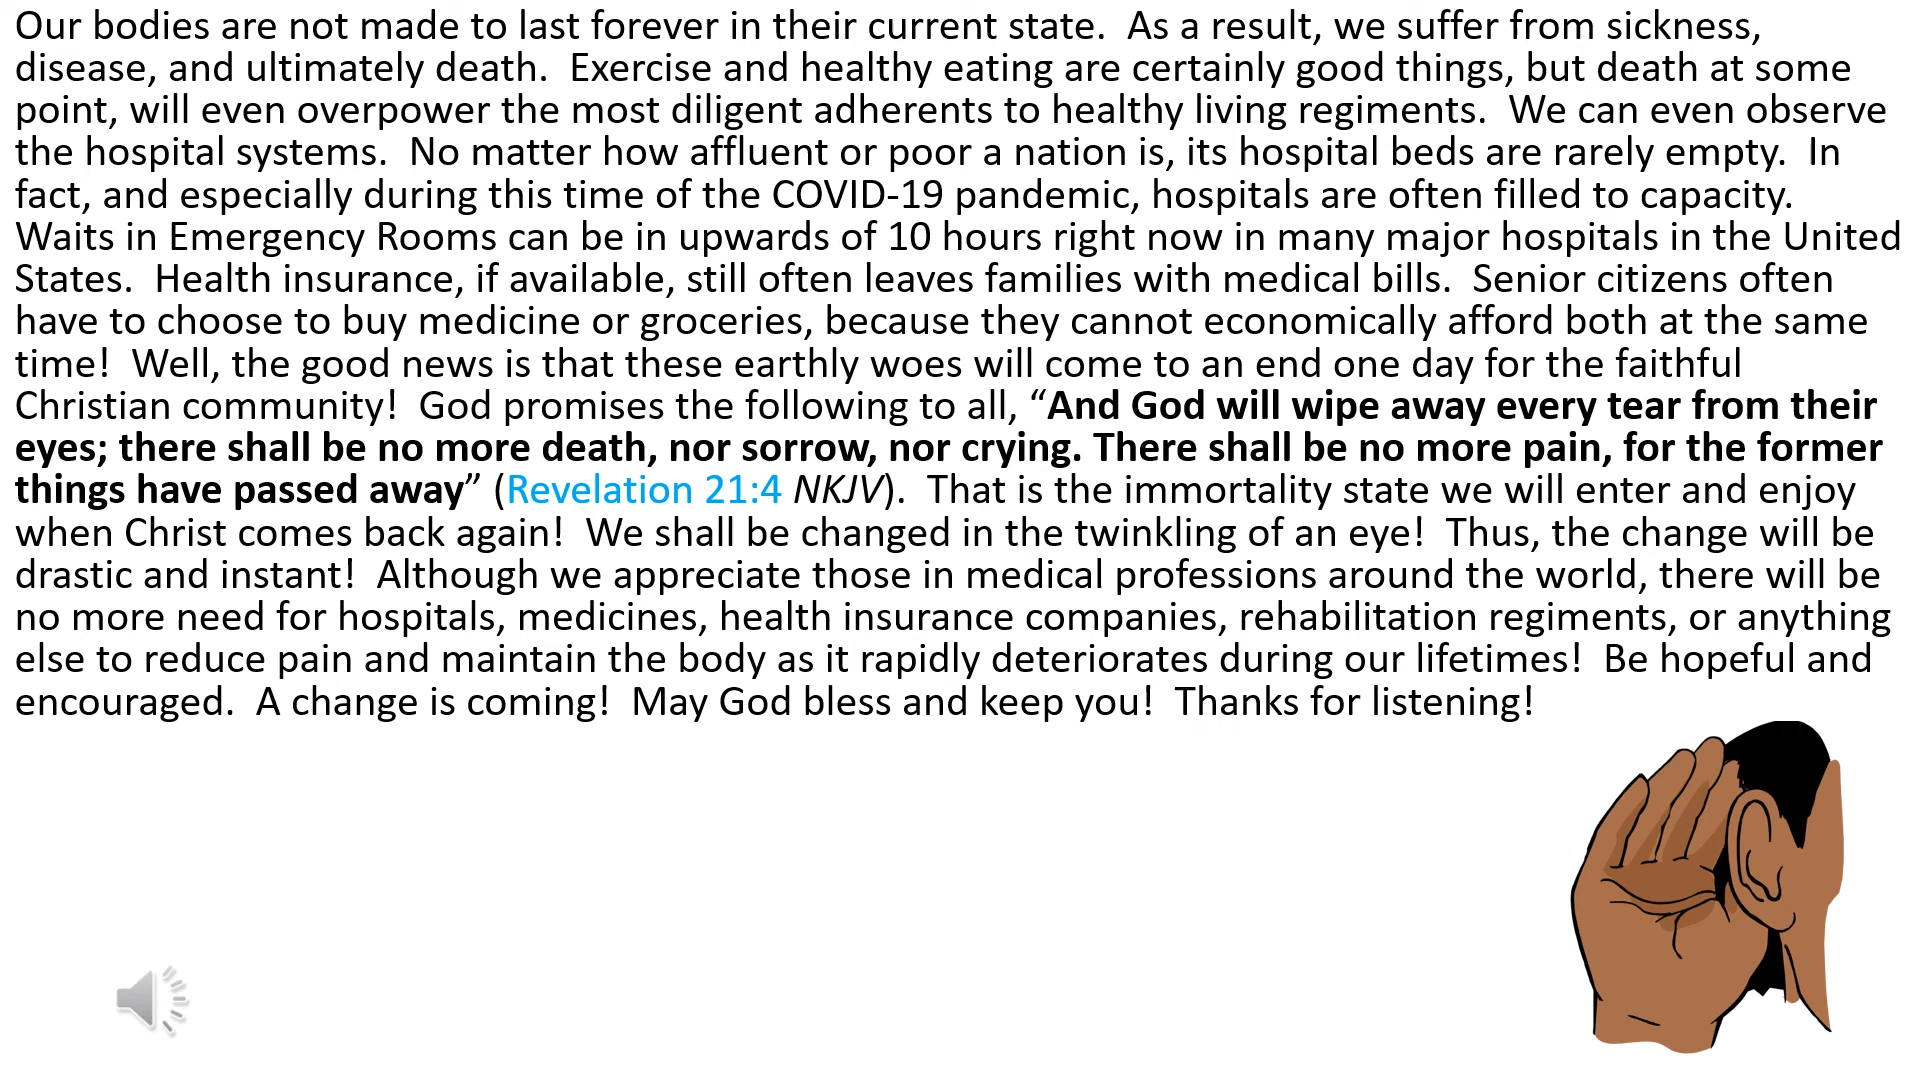 Our bodies are not made to last forever in their current state.  As a result, we suffer from sickness,
disease, and ultimately death.  Exercise and healthy eating are certainly good things, but death at some
point, will even overpower the most diligent adherents to healthy living regiments.  We can even observe
the hospital systems.  No matter how affluent or poor a nation is, its hospital beds are rarely empty.  In
fact, and especially during this time of the COVID-19 pandemic, hospitals are often filled to capacity.
Waits in Emergency Rooms can be in upwards of 10 hours right now in many major hospitals in the United
States.  Health insurance, if available, still often leaves families with medical bills.  Senior citizens often
have to choose to buy medicine or groceries, because they cannot economically afford both at the same
time!  Well, the good news is that these earthly woes will come to an end one day for the faithful
Christian community!  God promises the following to all, “And God will wipe away every tear from their
eyes; there shall be no more death, nor sorrow, nor crying. There shall be no more pain, for the former
things have passed away” (Revelation 21:4 NKJV).  That is the immortality state we will enter and enjoy
when Christ comes back again!  We shall be changed in the twinkling of an eye!  Thus, the change will be
drastic and instant!  Although we appreciate those in medical professions around the world, there will be
no more need for hospitals, medicines, health insurance companies, rehabilitation regiments, or anything
else to reduce pain and maintain the body as it rapidly deteriorates during our lifetimes!  Be hopeful and
encouraged.  A change is coming!  May God bless and keep you!  Thanks for listening!